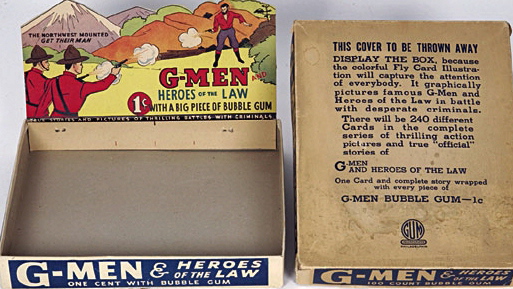 THE NORTHWEST MOUNTED
GET THEIR MAN
G-MEN AND
HEROES OF THE LAW
1¢ WITH A BIG PIECE OF BUBBLE GUM
STORIES AND PICTURES OF THRILLING BATTLES WITH CRIMINALS
G-MEN & HEROES
OF THE LAW
ONE CENT WITH BUBBLE GUM
THIS COVER TO BE THROWN AWAY
DISPLAY THE BOX, because
the colorful Fly Card Illustra-
tion will capture the attention
of everybody. It graphically
pictures famous G-Men and
Heroes of the Law in battle
with desperate criminals.
There will be 240 different
Cards in the complete
series of thrilling action
pictures and true "official"
stories of
G-MEN
AND HEROES OF THE LAW
One Card and complete story wrapped
with every piece of
G-MEN BUBBLE GUM—1c
GUM
PHILADELPHIA
G-MEN & HEROES
OF THE LAW
100 COUNT BUBBLE GUM